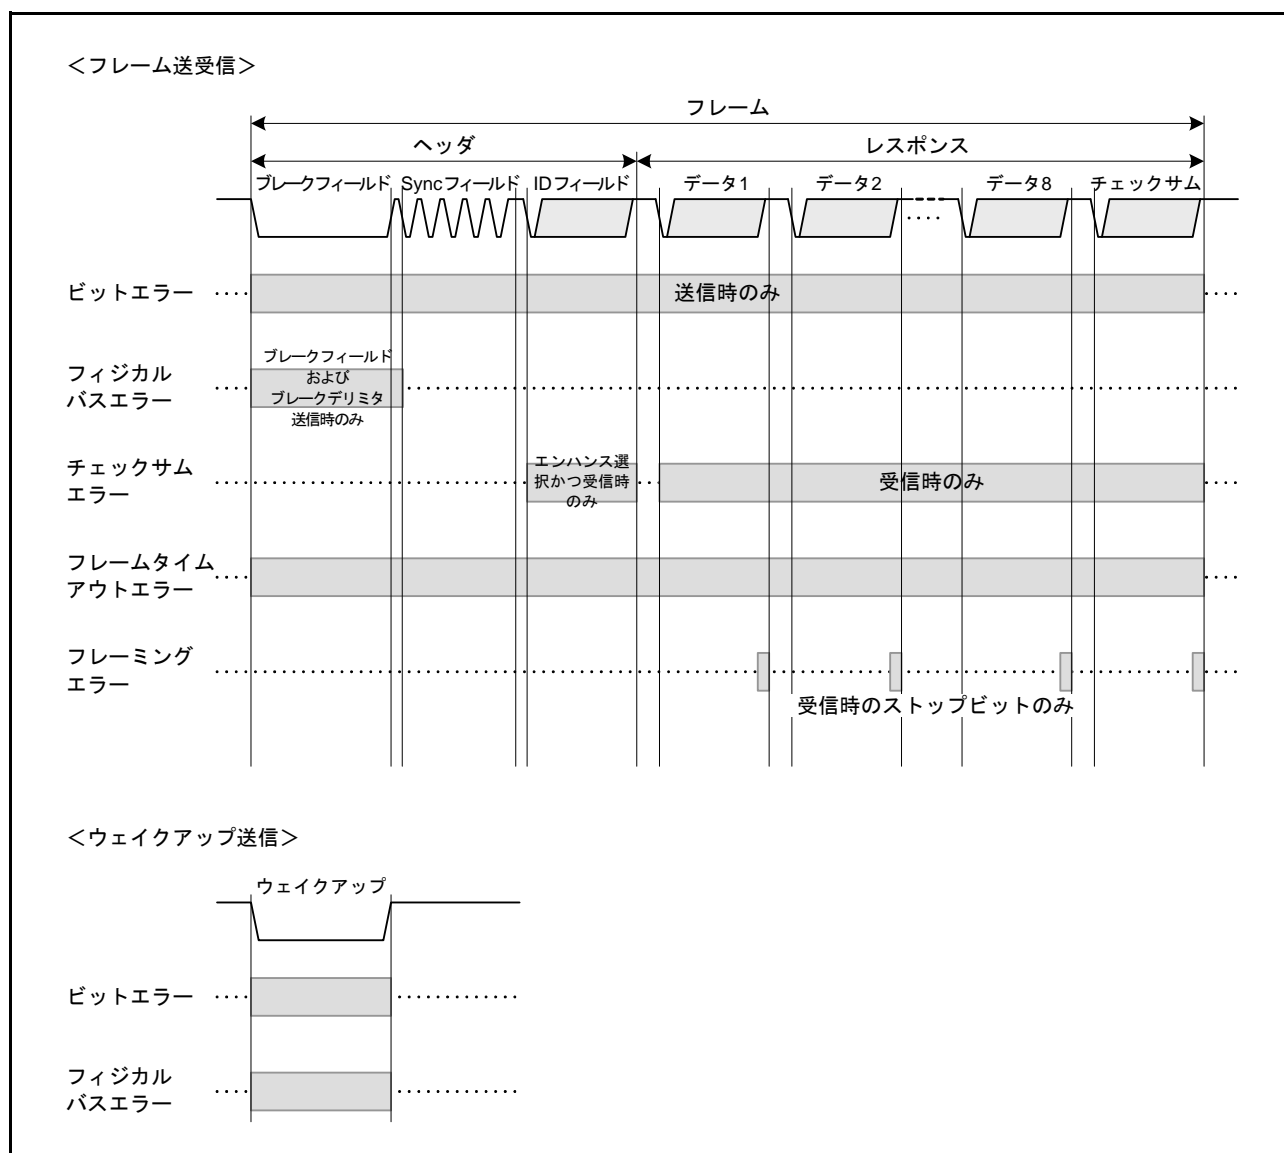 ＜フレーム送受信＞
フレーム
ヘッダ
レスポンス
ブレークフィールド Syncフィールド IDフィールド データ1 データ2 データ8 チェックサム
ビットエラー
送信時のみ
フィジカル
バスエラー
ブレークフィールド
および
ブレークデリミタ
送信時のみ
チェックサム
エラー
エンハンス選
択かつ受信時
のみ
受信時のみ
フレームタイム
アウトエラー
フレーミング
エラー
受信時のストップビットのみ
＜ウェイクアップ送信＞
ウェイクアップ
ビットエラー
フィジカル
バスエラー